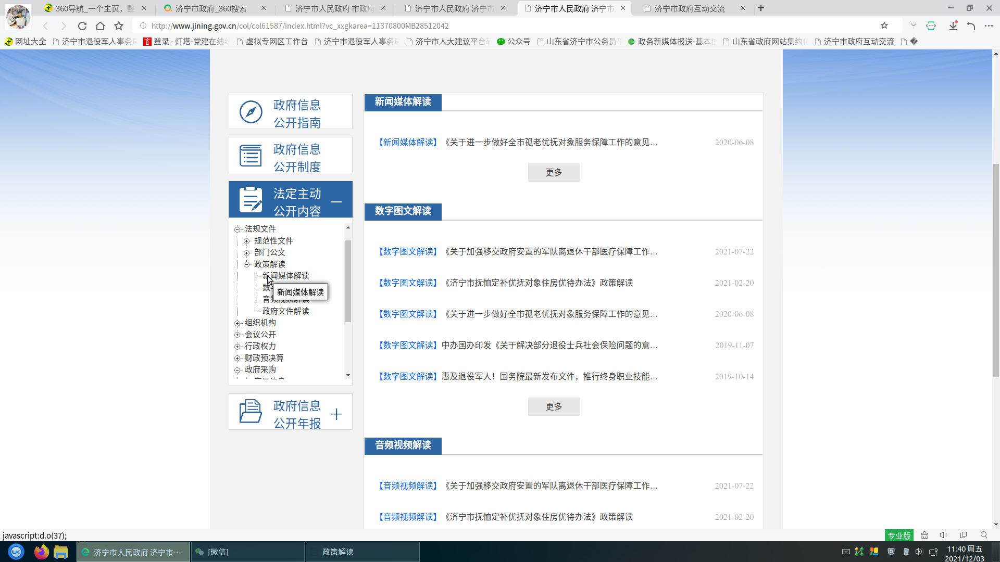 360导航_一个主页，整
济宁市政府_360搜索
济宁市人民政府 市政府
济宁市人民政府 济宁市
济宁市人民政府 济宁市
济宁市政府互动交流
http://www.jining.gov.cn/col/col61587/index.html?vc_xxgkarea=11370800MB28512042
网址大全
济宁市退役军人事务局
登录 - 灯塔-党建在线
虚拟专网区工作台
济宁市退役军人事务局
济宁市人大建议平台
公众号
山东省济宁市公务员平
政务新媒体报送-基本信
山东省政府网站集约化
济宁市政府互动交流
政府信息
公开指南
政府信息
公开制度
法定主动
公开内容
法规文件
规范性文件
部门公文
政策解读
新闻媒体解读
新闻媒体解读
政府文件解读
组织机构
会议公开
行政权力
财政预决算
政府采购
政府信息
公开年报
新闻媒体解读
【新闻媒体解读】《关于进一步做好全市孤老优抚对象服务保障工作的意见... 2020-06-08
更多
数字图文解读
【数字图文解读】《关于加强移交政府安置的军队离退休干部医疗保障工作... 2021-07-22
【数字图文解读】《济宁市抚恤定补优抚对象住房优待办法》政策解读 2021-02-20
【数字图文解读】《关于进一步做好全市孤老优抚对象服务保障工作的意见... 2020-06-08
【数字图文解读】中办国办印发《关于解决部分退役士兵社会保险问题的意... 2019-11-07
【数字图文解读】惠及退役军人！国务院最新发布文件，推行终身职业技能... 2019-10-14
更多
音频视频解读
【音频视频解读】《关于加强移交政府安置的军队离退休干部医疗保障工作... 2021-07-22
【音频视频解读】《济宁市抚恤定补优抚对象住房优待办法》政策解读 2021-02-20
javascript:d.o(37);
专业版
济宁市人民政府 济宁市...
[微信]
政策解读
11:40 周五
2021/12/03